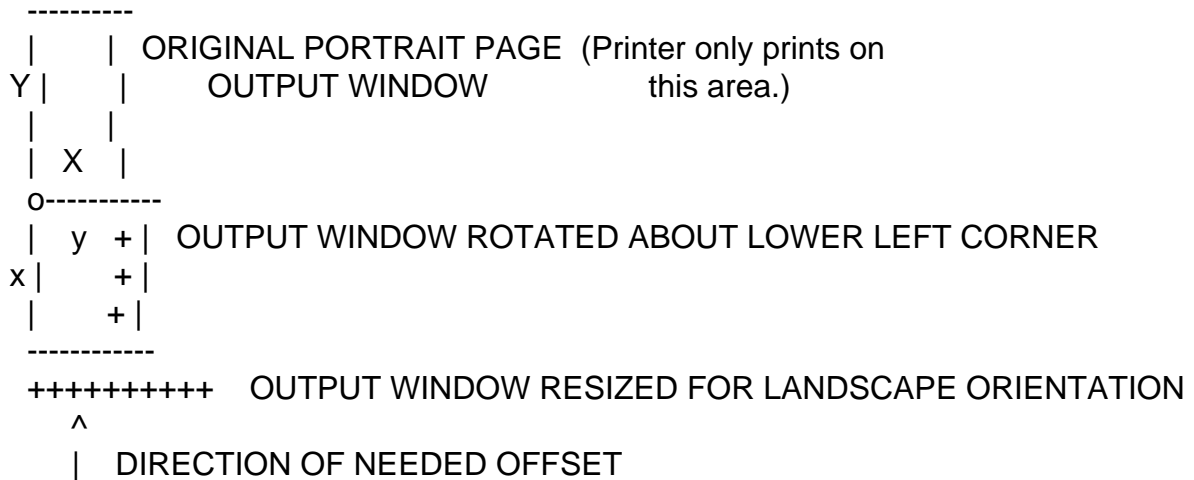 ----------
|         | ORIGINAL PORTRAIT PAGE  (Printer only prints on
Y |         |         OUTPUT WINDOW                  this area.)
|         |
|   X    |
o-----------
|    y   + |   OUTPUT WINDOW ROTATED ABOUT LOWER LEFT CORNER
x |        + |
|         + |
------------
++++++++++    OUTPUT WINDOW RESIZED FOR LANDSCAPE ORIENTATION
^
|    DIRECTION OF NEEDED OFFSET